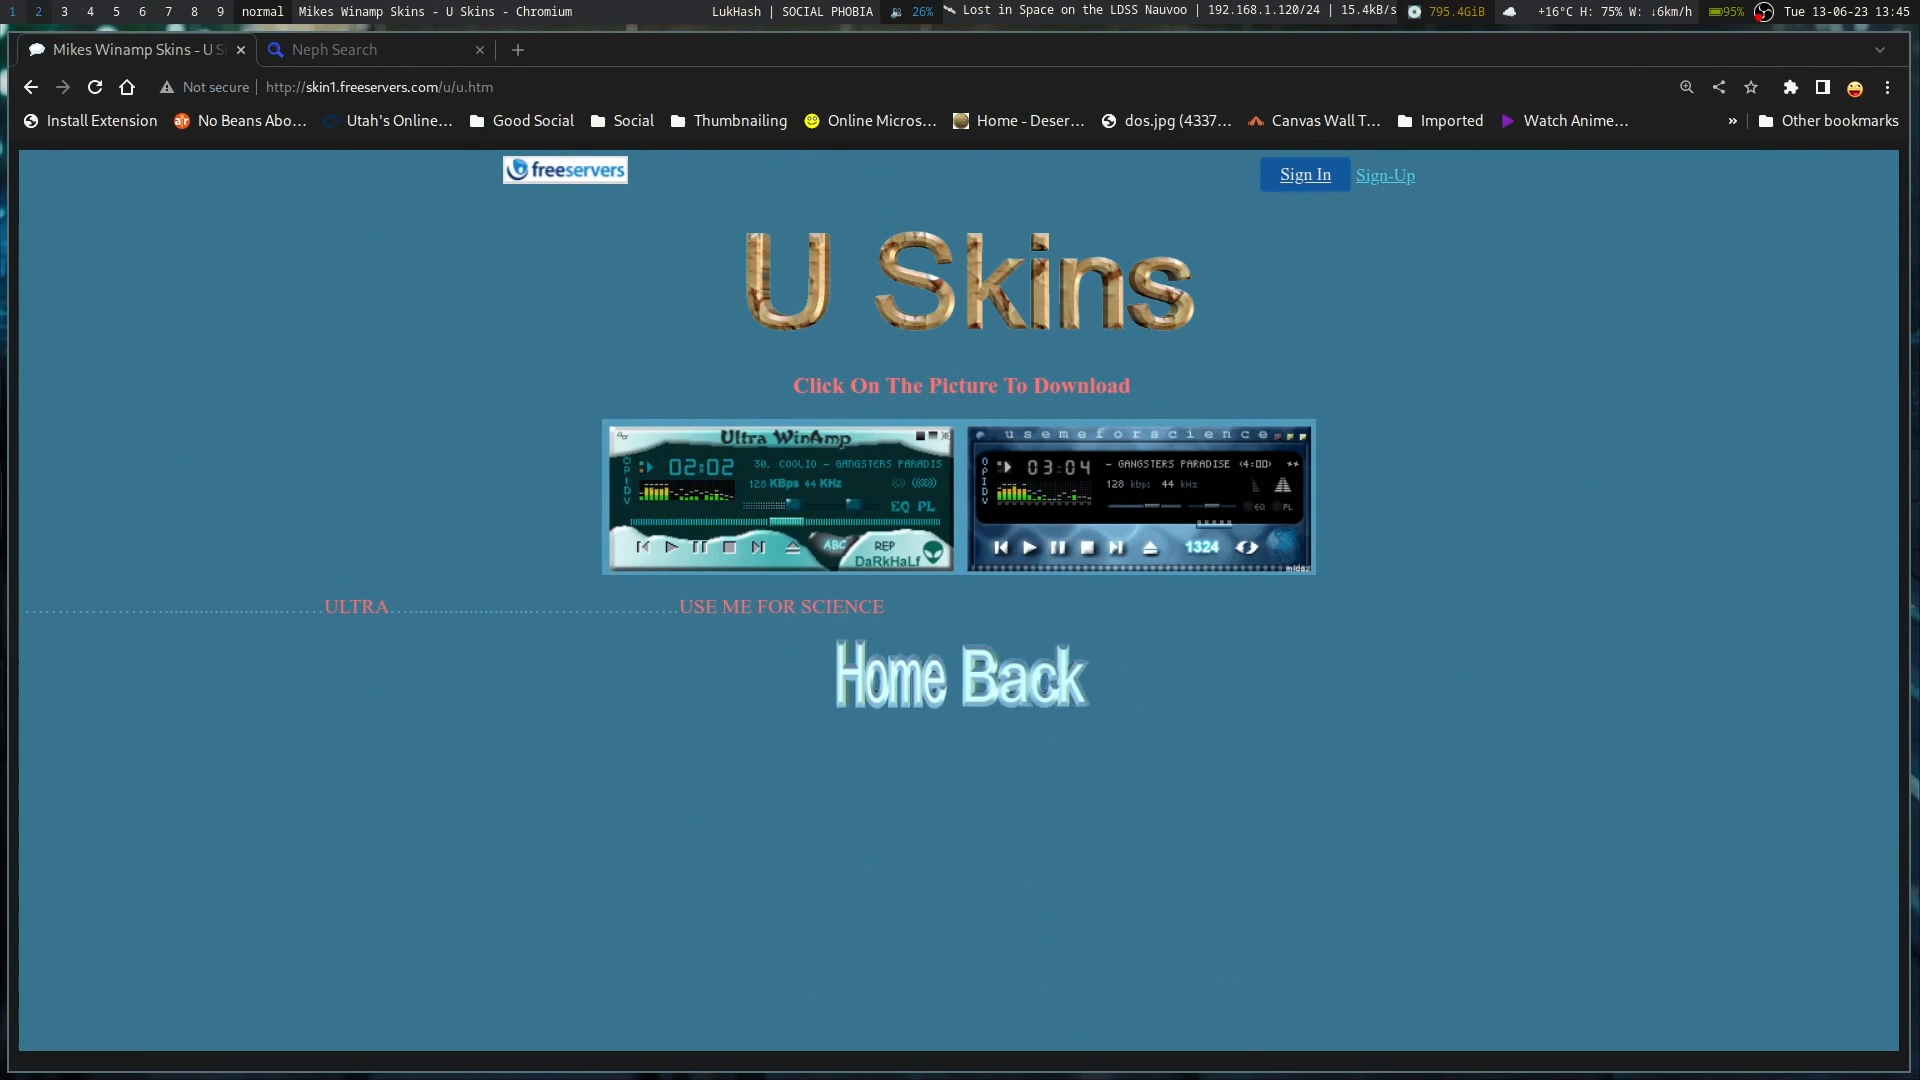 1 2 3 4 5 6 7 8 9 normal Mikes Winamp Skins - U Skins - Chromium LukHash | SOCIAL PHOBIA 26% Lost in Space on the LDSS Nauvoo | 192.168.1.120/24 | 15.4kB/s 795.4GiB +16°C H: 75% W: ↓6km/h 95% Tue 13-06-23 13:45
Mikes Winamp Skins - U S Neph Search
Not secure http://skin1.freeservers.com/u/u.htm
Install Extension No Beans Abo... Utah's Online... Good Social Social Thumbnailing Online Micros... Home - Deser... dos.jpg (4337... Canvas Wall T... Imported Watch Anime... » Other bookmarks
freeservers Sign In Sign-Up
U Skins
Click On The Picture To Download
Ultra WinAmp
O P I D V
02:02 30. COOLIO - GANGSTERS PARADIS
128 KBps 44 KHz
EQ PL
ABC REP
DaRkHaLf
usemeforscience
O P I D V
03:04 - GANGSTERS PARADISE <4:00> **
128 kbps 44 kHz
EQ PL
1324
midaz
ULTRA USE ME FOR SCIENCE
Home Back